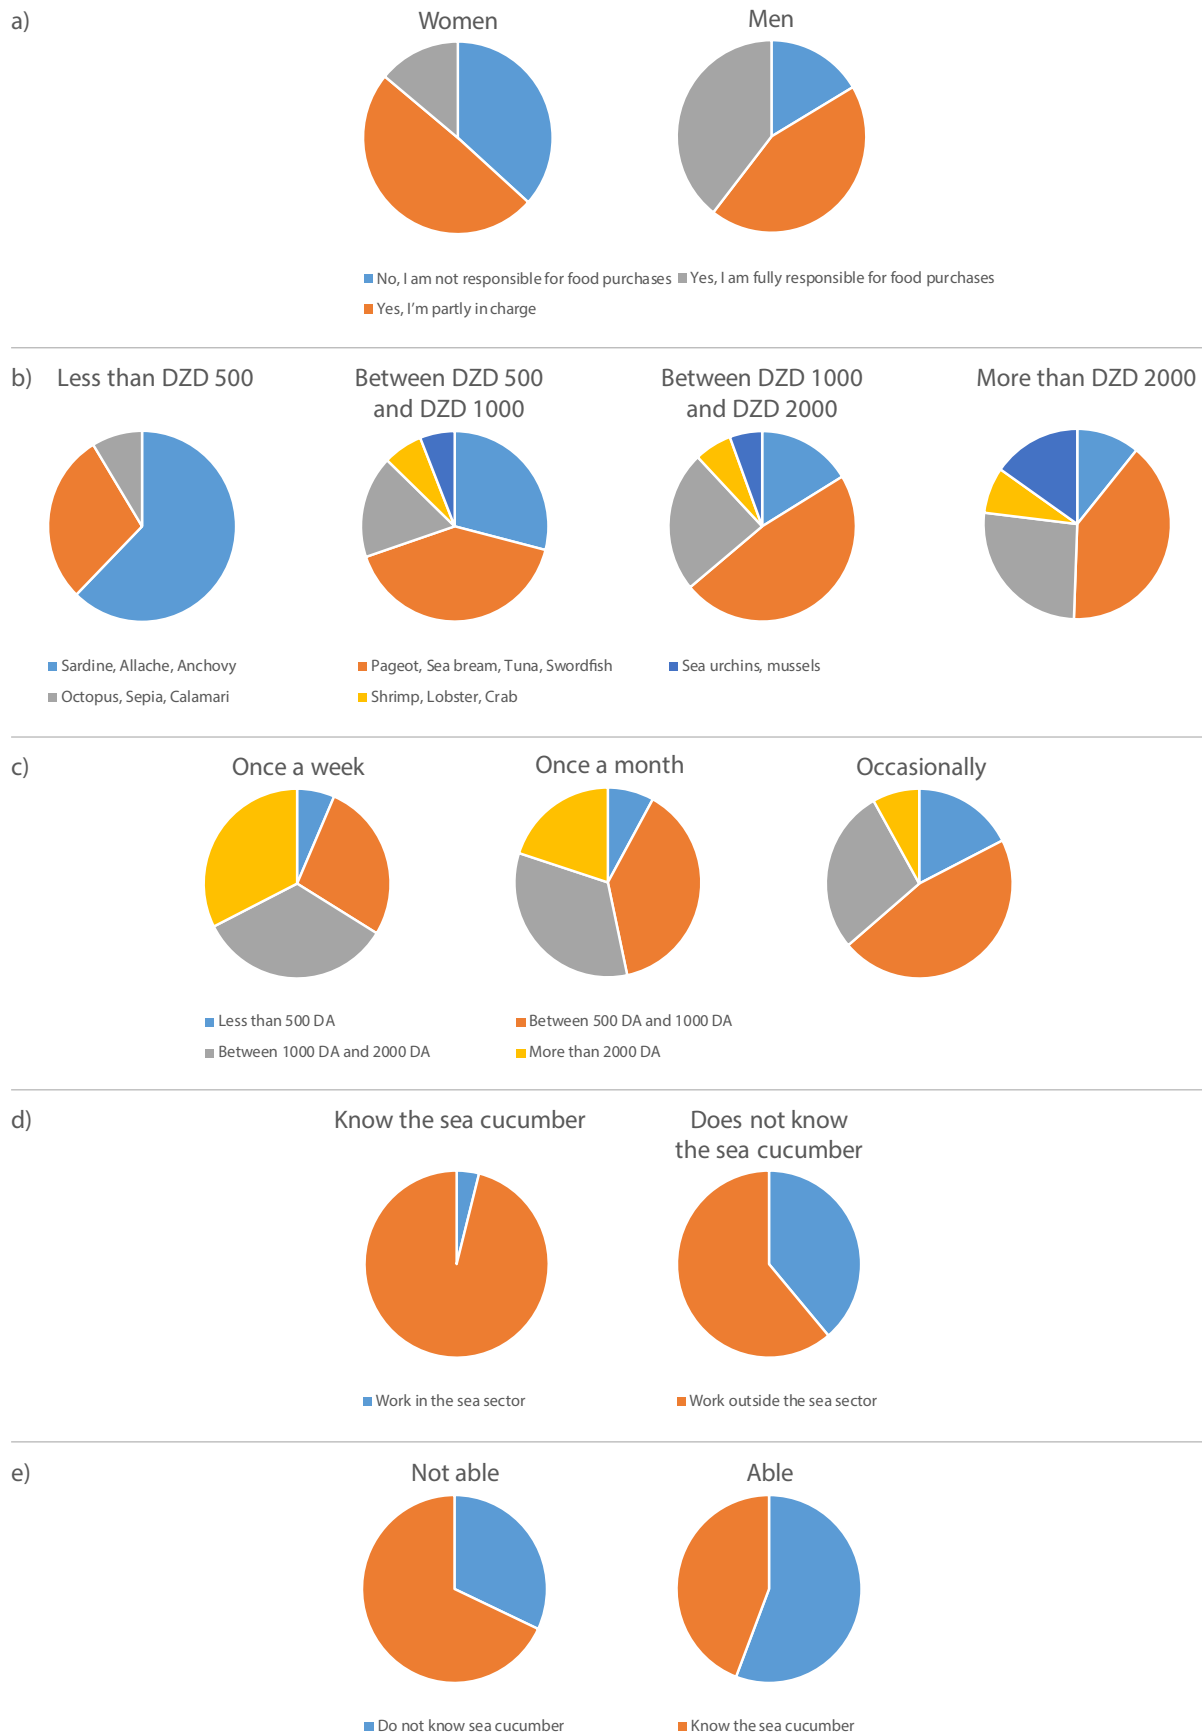 a)
Women
Men
No, I am not responsible for food purchases
Yes, I am fully responsible for food purchases
Yes, I'm partly in charge
b)
Less than DZD 500
Between DZD 500
and DZD 1000
Between DZD 1000
and DZD 2000
More than DZD 2000
Sardine, Allache, Anchovy
Pageot, Sea bream, Tuna, Swordfish
Sea urchins, mussels
Octopus, Sepia, Calamari
Shrimp, Lobster, Crab
c)
Once a week
Once a month
Occasionally
Less than 500 DA
Between 500 DA and 1000 DA
Between 1000 DA and 2000 DA
More than 2000 DA
d)
Know the sea cucumber
Does not know
the sea cucumber
Work in the sea sector
Work outside the sea sector
e)
Not able
Able
Do not know sea cucumber
Know the sea cucumber